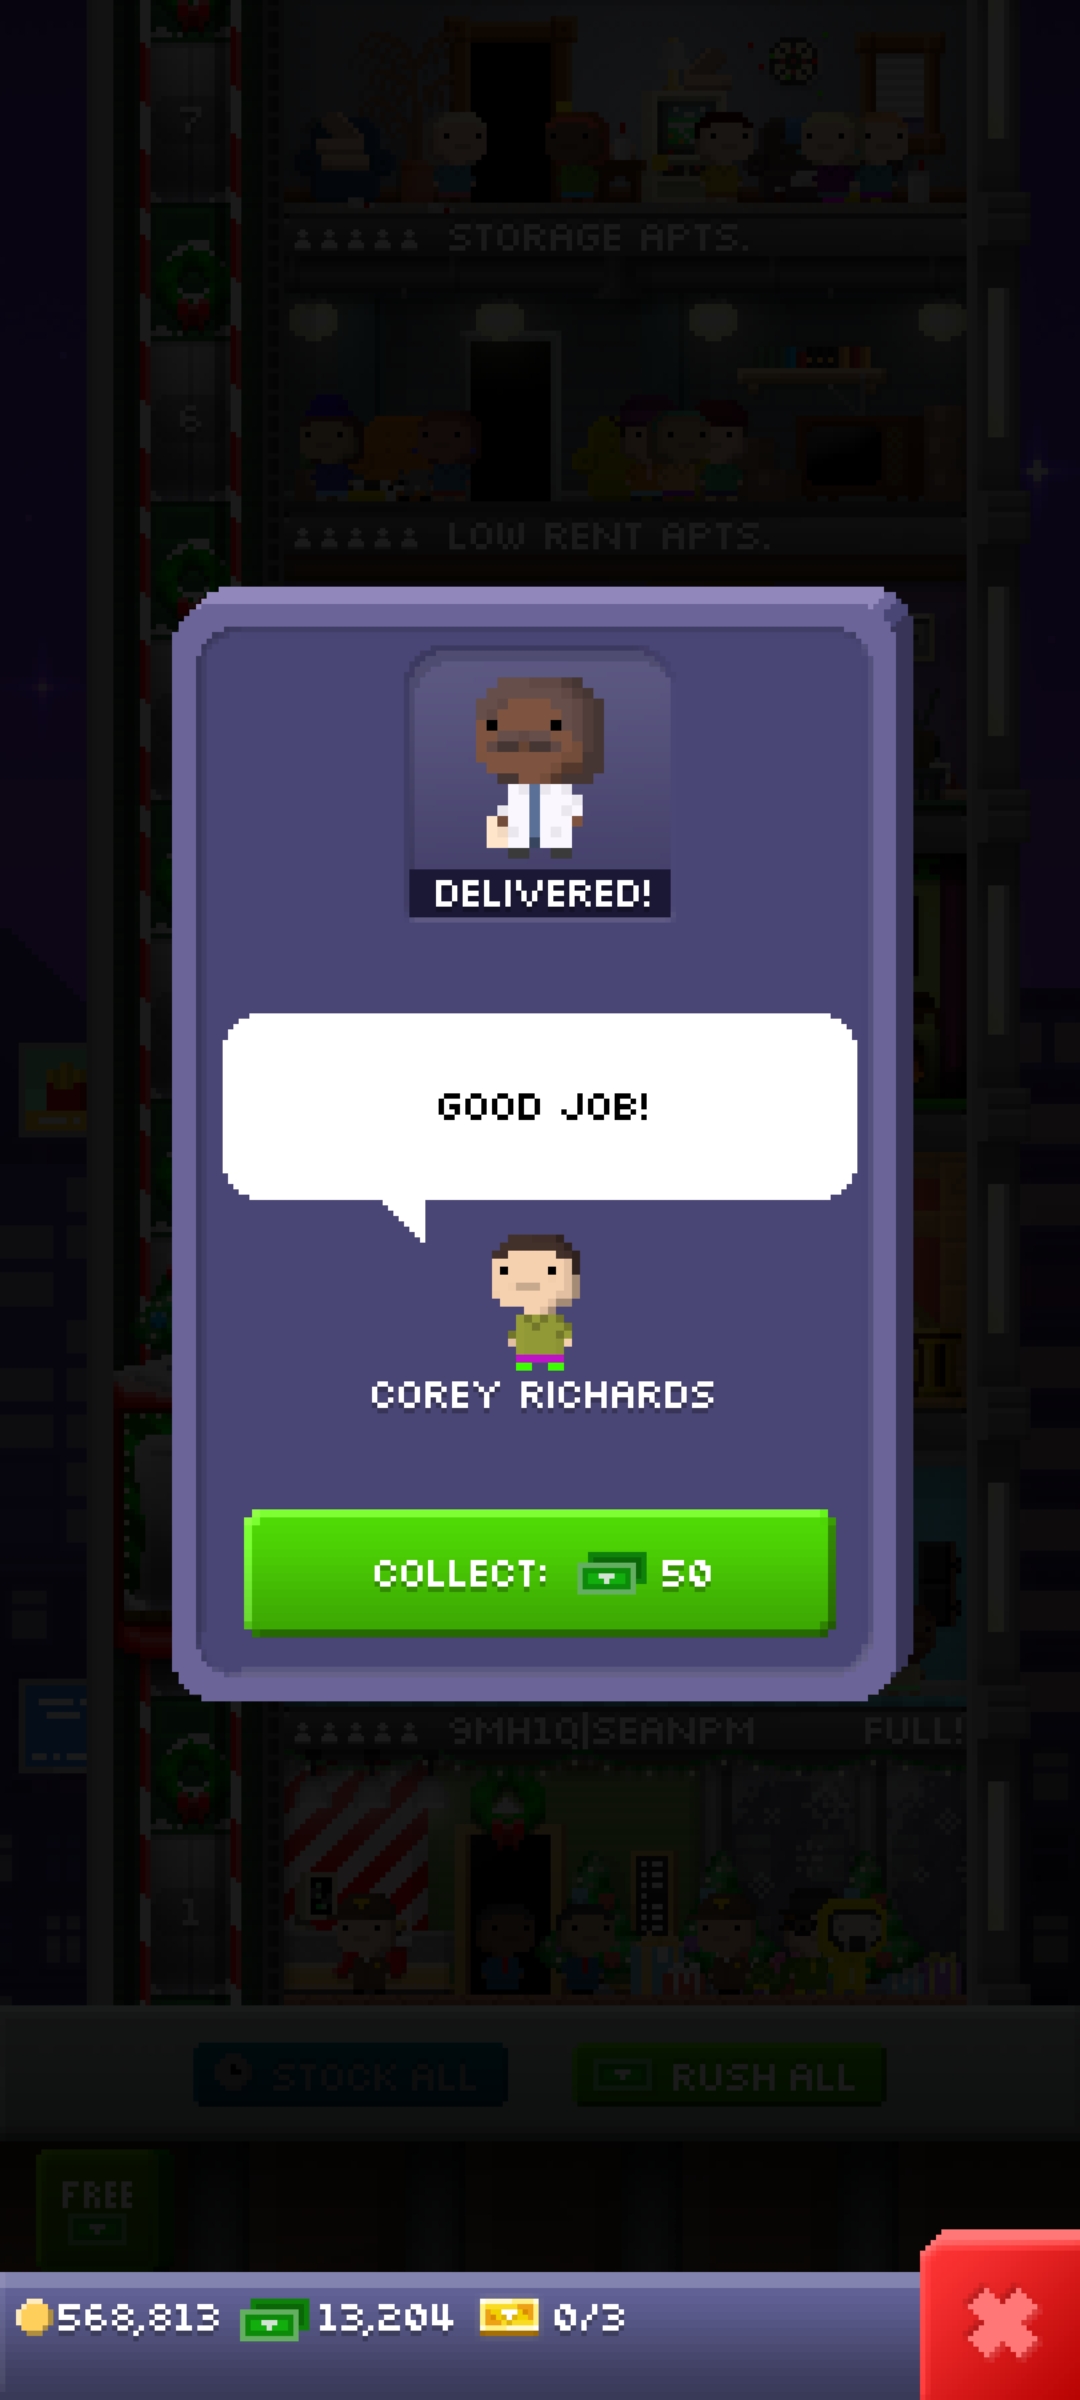 7
STORAGE APTS.
6
LOW RENT APTS.
DELIVERED!
GOOD JOB!
COREY RICHARDS
COLLECT: 50
9MH1Q|SEANPM FULL!
1
STOCK ALL
RUSH ALL
FREE
568,813 13,204 0/3